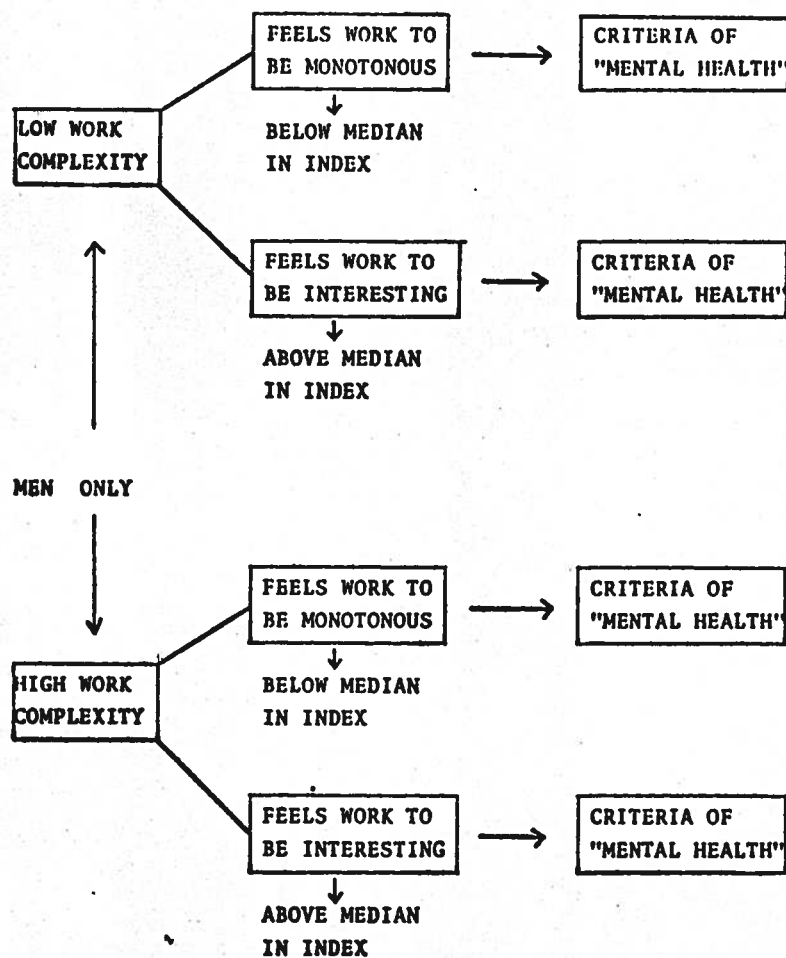 FEELS WORK TO
BE MONOTONOUS
CRITERIA OF
"MENTAL HEALTH"
LOW WORK
COMPLEXITY
BELOW MEDIAN
IN INDEX
FEELS WORK TO
BE INTERESTING
CRITERIA OF
"MENTAL HEALTH"
ABOVE MEDIAN
IN INDEX
MEN ONLY
FEELS WORK TO
BE MONOTONOUS
CRITERIA OF
"MENTAL HEALTH"
HIGH WORK
COMPLEXITY
BELOW MEDIAN
IN INDEX
FEELS WORK TO
BE INTERESTING
CRITERIA OF
"MENTAL HEALTH"
ABOVE MEDIAN
IN INDEX